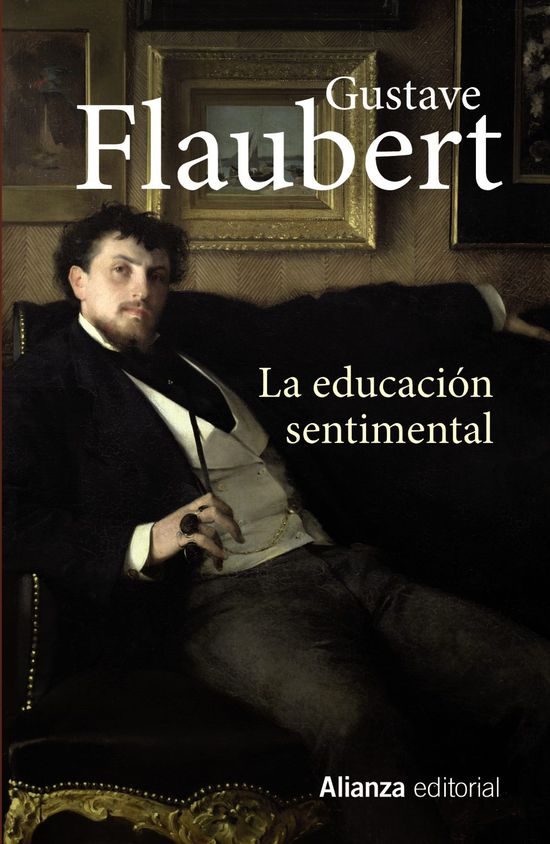 Gustave
Flaubert
La educación
sentimental
Alianza editorial